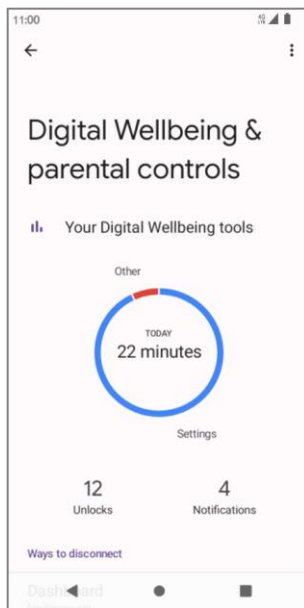 11:00
Digital Wellbeing &
parental controls
Your Digital Wellbeing tools
Other
TODAY
22 minutes
Settings
12
4
Unlocks
Notifications
Ways to disconnect
Dashboard